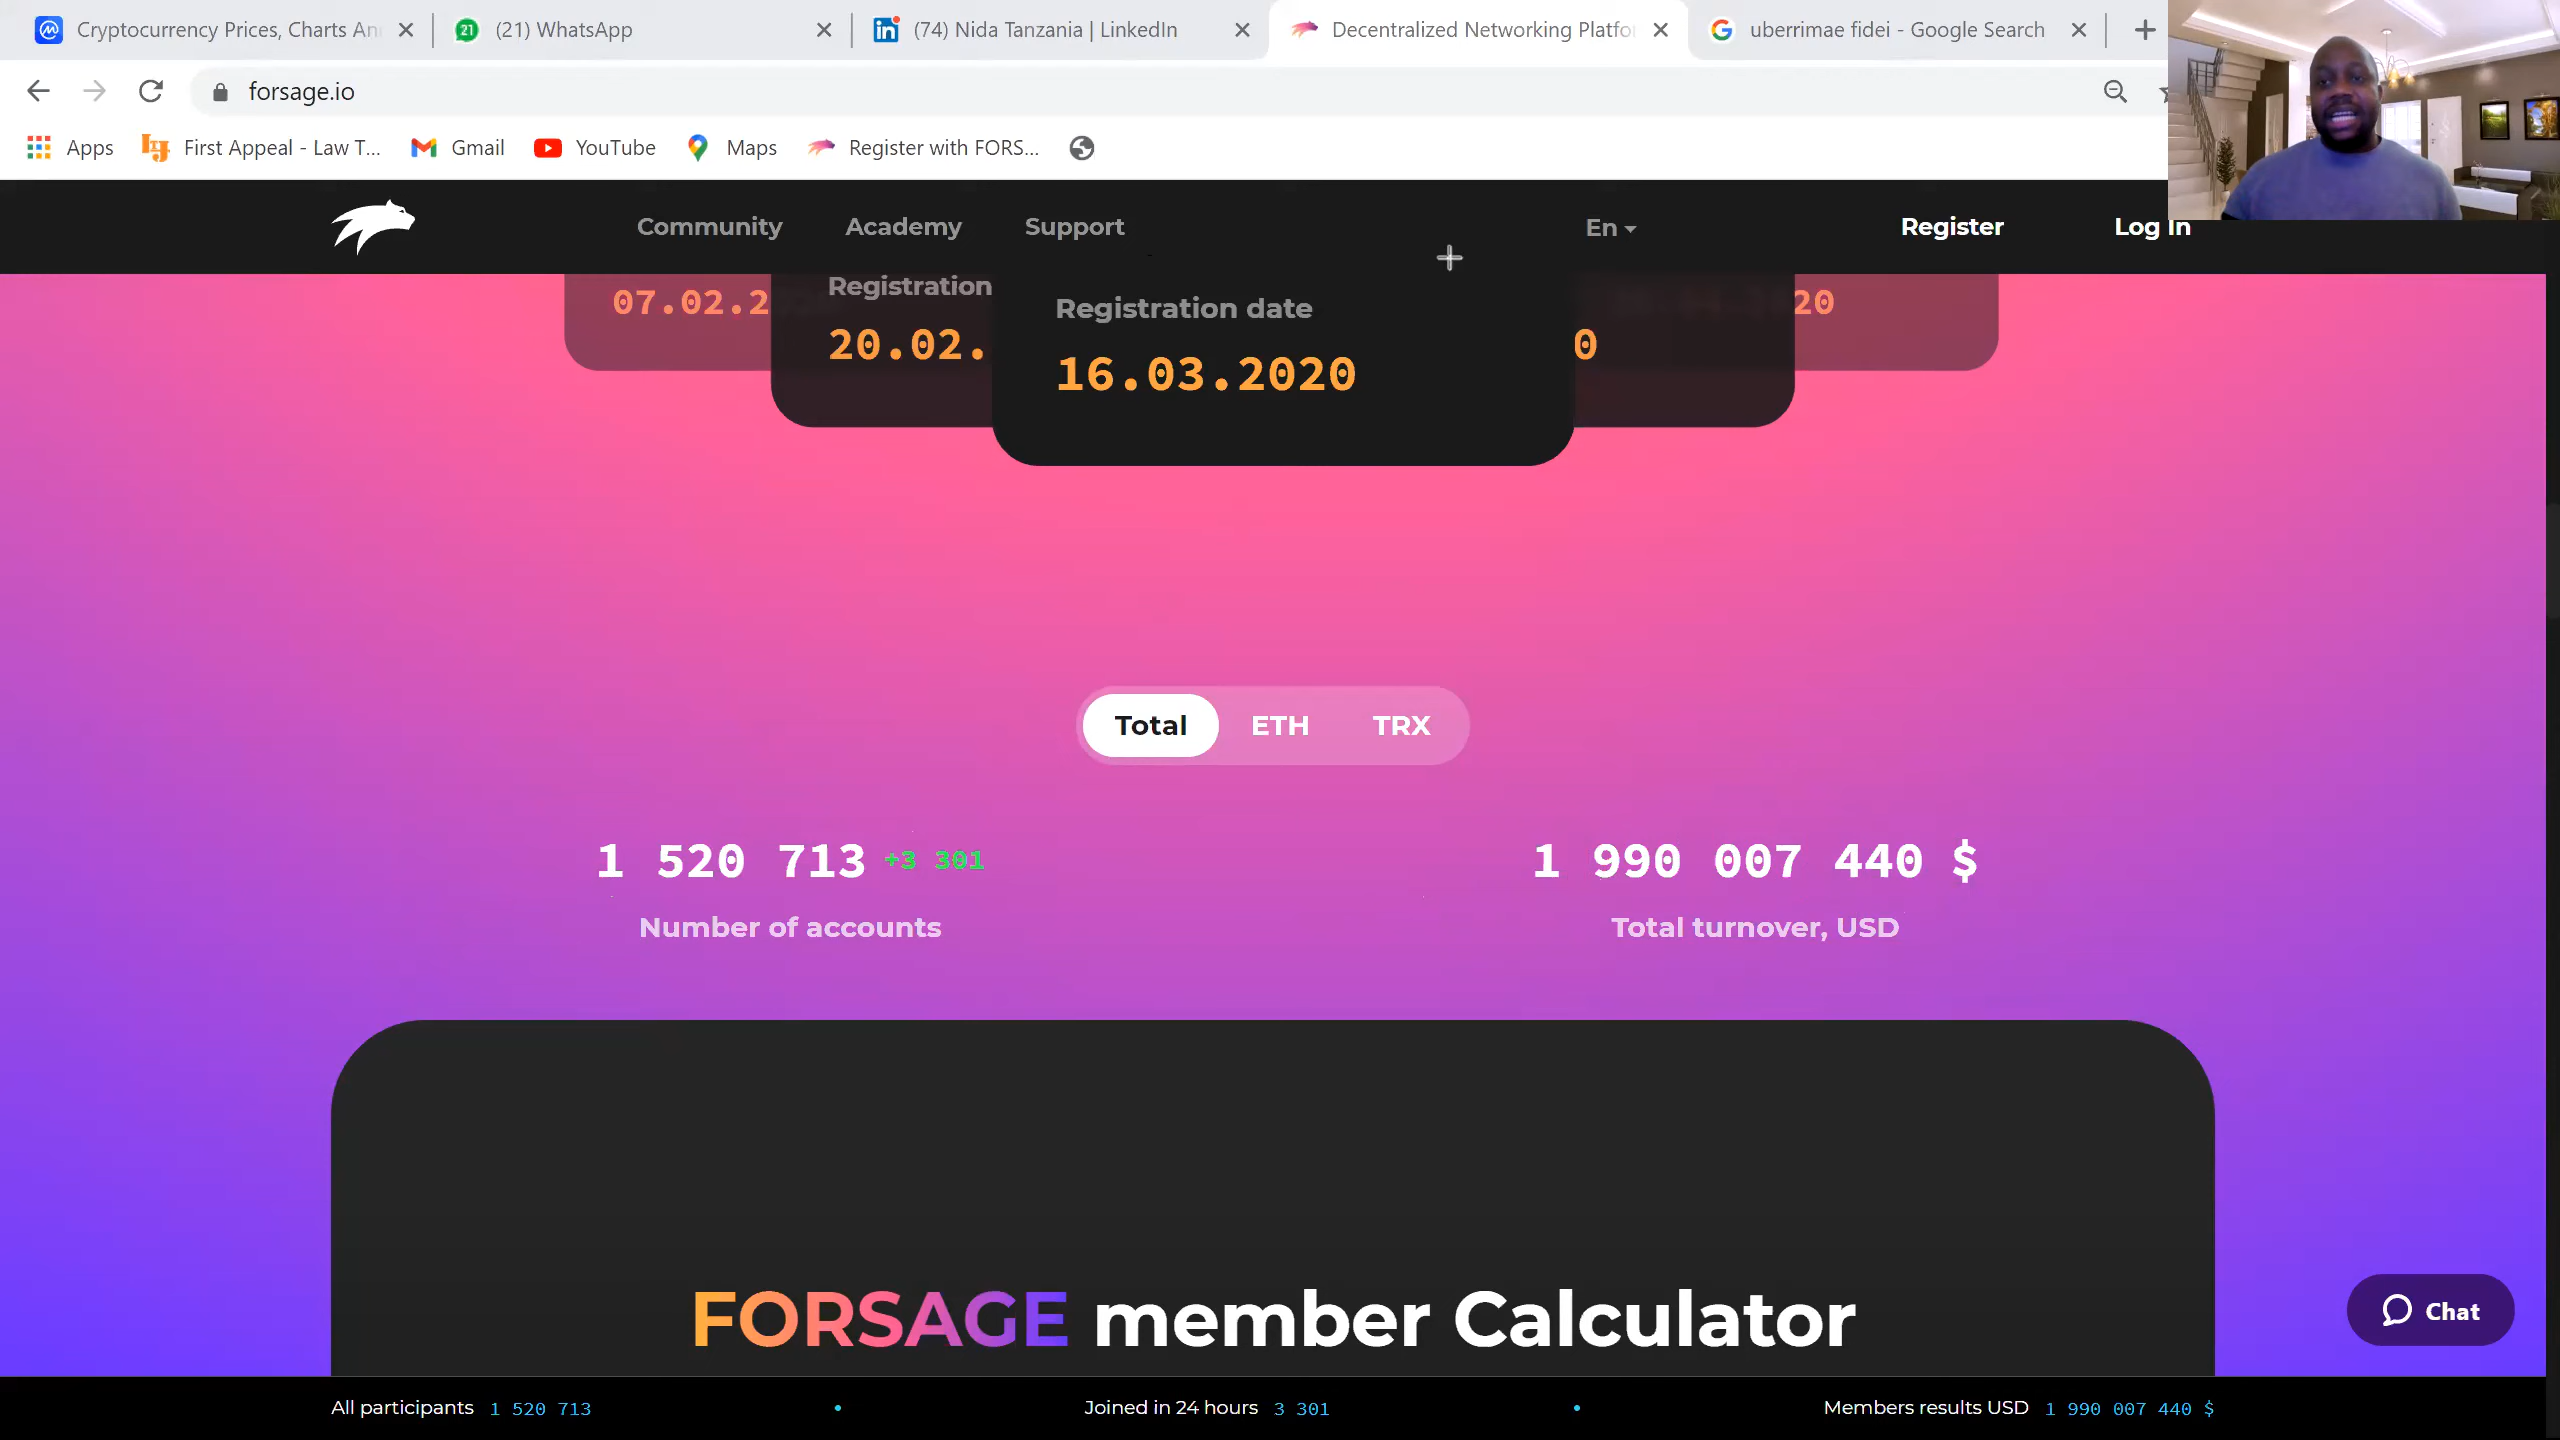 Cryptocurrency Prices, Charts An
21
(21) WhatsApp
(74) Nida Tanzania | LinkedIn
Decentralized Networking Platfo
uberrimae fidei - Google Search
forsage.io
Apps
First Appeal - Law T...
Gmail
YouTube
Maps
Register with FORS...
Community
Academy
Support
En
Register
Log In
07.02.2
Registration
20.02.
Registration date
16.03.2020
0
20
Total
ETH
TRX
1 520 713 +3 301
Number of accounts
1 990 007 440 $
Total turnover, USD
FORSAGE member Calculator
Chat
All participants 1 520 713
Joined in 24 hours 3 301
Members results USD 1 990 007 440 $